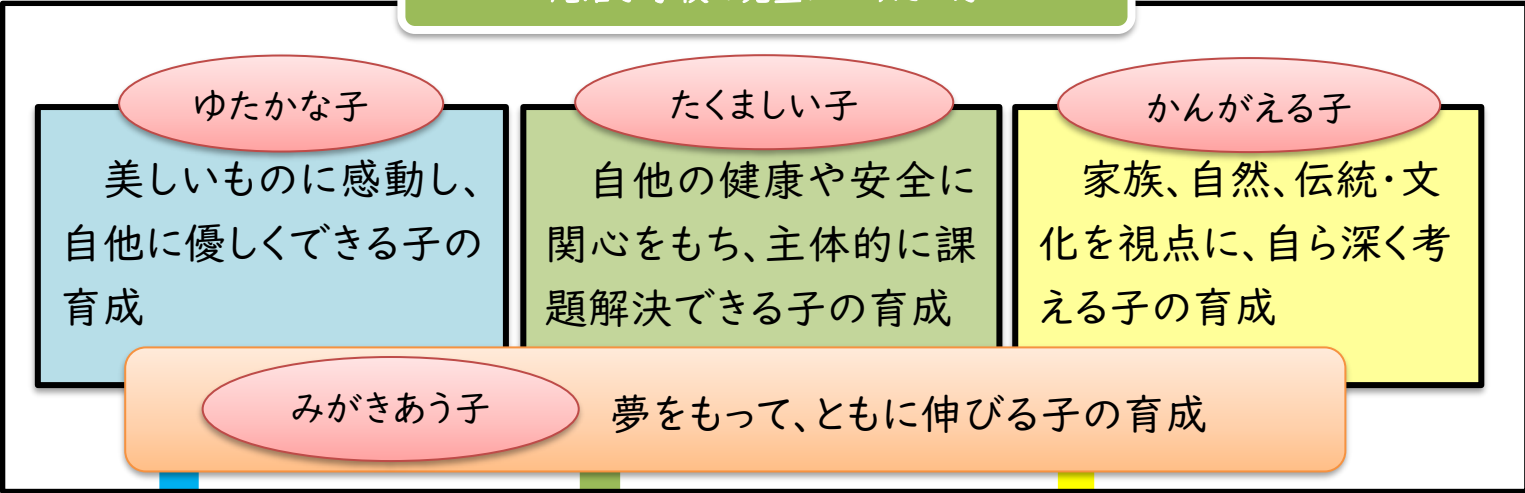 ゆたかな子
美しいものに感動し、
自他に優しくできる子の
育成
たくましい子
自他の健康や安全に
関心をもち、主体的に課
題解決できる子の育成
かんがえる子
家族、自然、伝統・文
化を視点に、自ら深く考
える子の育成
みがきあう子
夢をもって、ともに伸びる子の育成